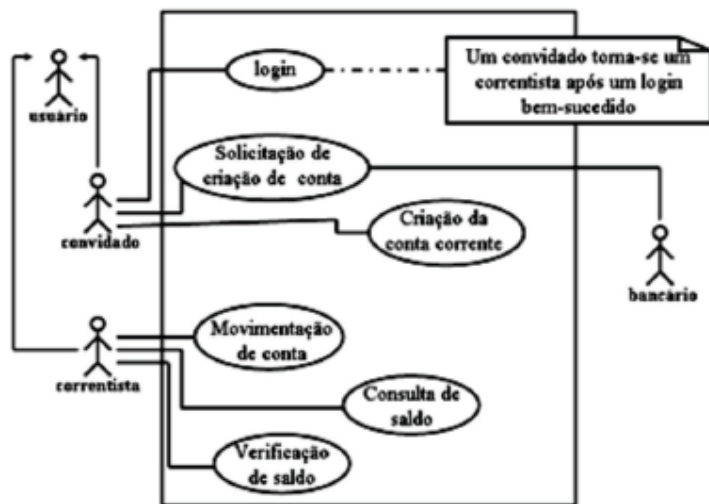 login
Um convidado torna-se um
correntista após um login
bem-sucedido
usuário
Solicitação de
criação de conta
convidado
Criação da
conta corrente
bancário
Movimentação
de conta
correntista
Consulta de
saldo
Verificação
de saldo